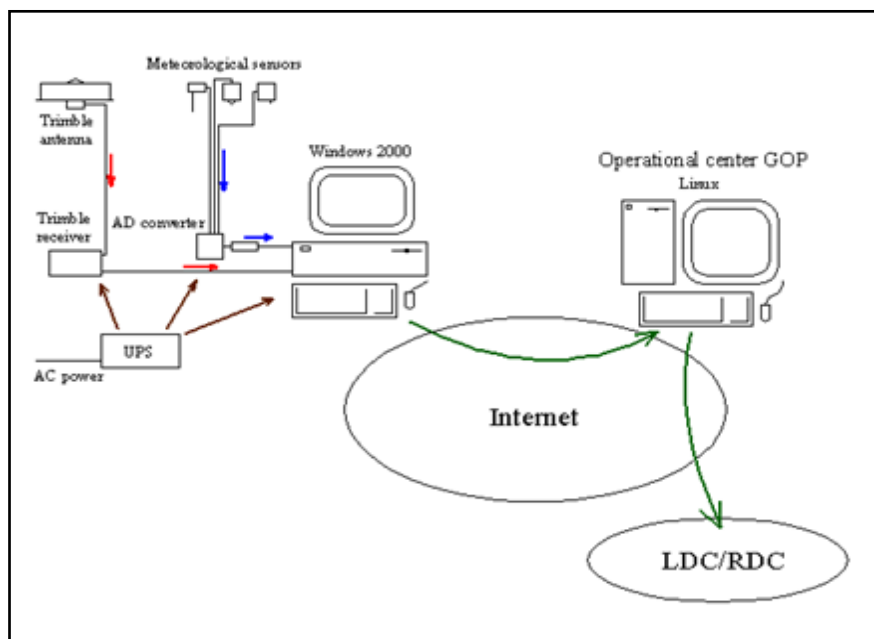 Meteorological sensors
Trimble
antenna
Windows 2000
Operational center GOP
Linux
Trimble
receiver
AD converter
UPS
AC power
Internet
LDC/RDC